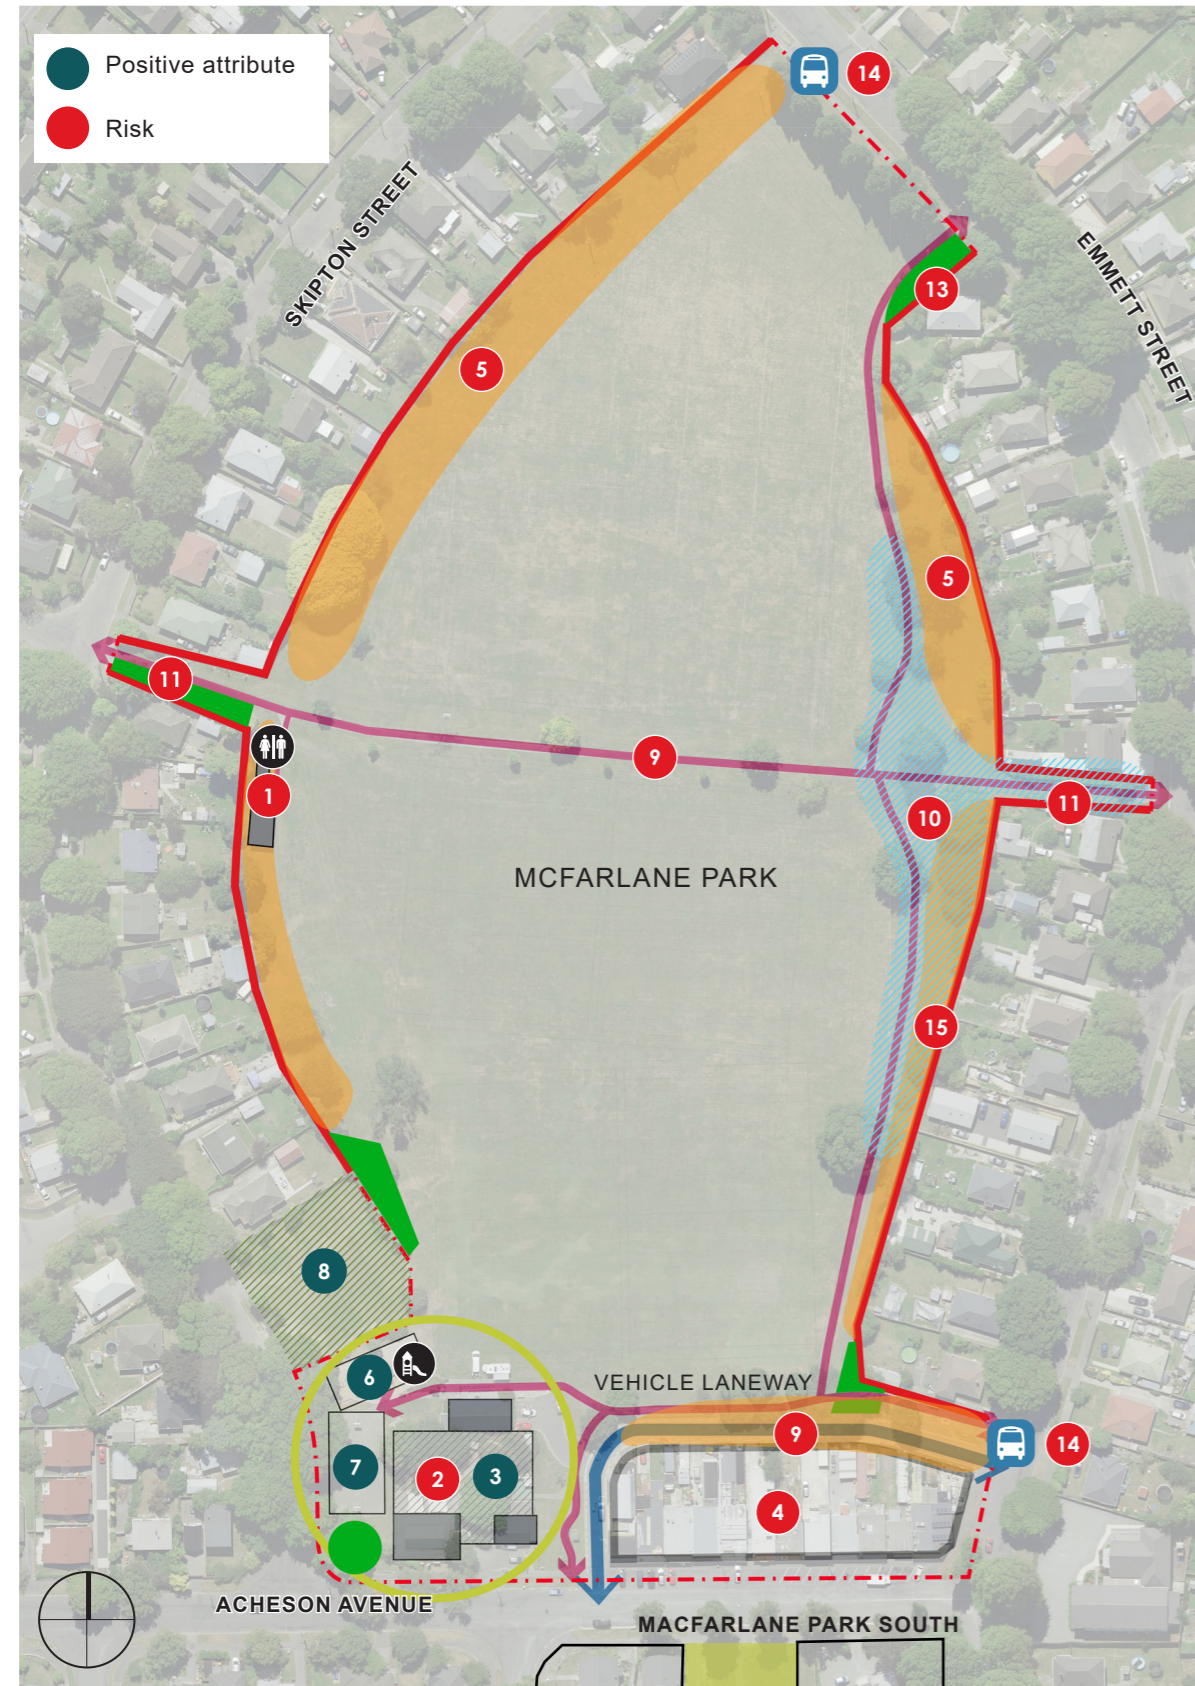 Positive attribute
Risk
14
SKIPTON STREET
EMMETT STREET
13
5
5
11
9
1
11
10
MCFARLANE PARK
15
8
6
VEHICLE LANEWAY
9
14
7
2
3
4
ACHESON AVENUE
MACFARLANE PARK SOUTH